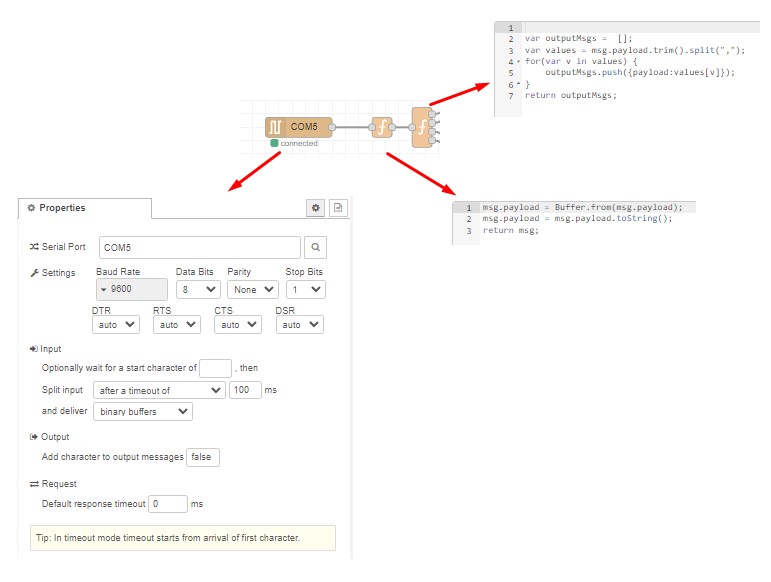 1
2 var outputMsgs = [];
3 var values = msg.payload.trim().split(",");
4 for(var v in values) {
5 outputMsgs.push({payload:values[v]});
6 }
7 return outputMsgs;
COM5
connected
1 msg.payload = Buffer.from(msg.payload);
2 msg.payload = msg.payload.toString();
3 return msg;
Properties
Serial Port COM5
Settings Baud Rate Data Bits Parity Stop Bits
9600 8 None 1
DTR RTS CTS DSR
auto auto auto auto
Input
Optionally wait for a start character of , then
Split input after a timeout of 100 ms
and deliver binary buffers
Output
Add character to output messages false
Request
Default response timeout 0 ms
Tip: In timeout mode timeout starts from arrival of first character.